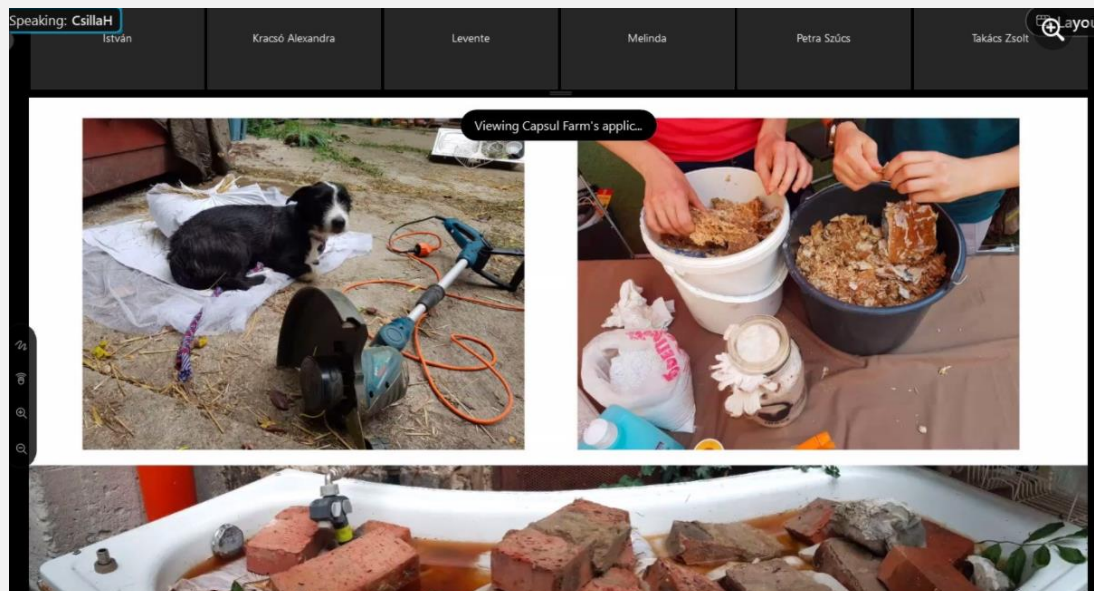 Speaking: CsillaH
Layou
István
Kracsó Alexandra
Levente
Melinda
Petra Szűcs
Takács Zsolt
Viewing Capsul Farm's applic...